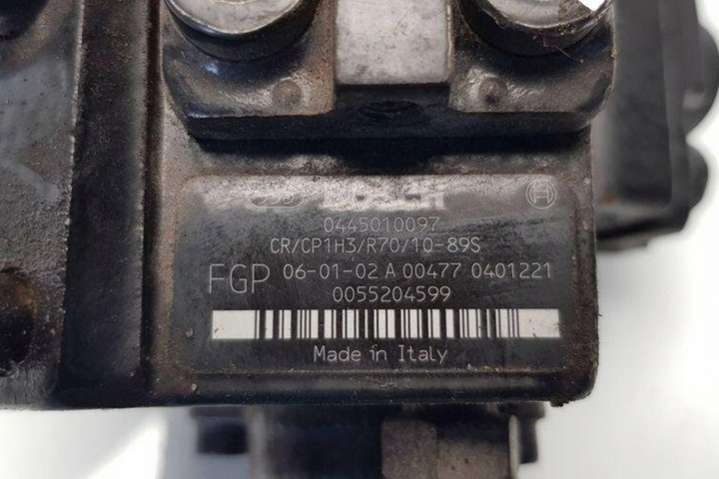 BOSCH
0445010097
CR/CP1H3/R70/10-89S
FGP 06-01-02 A 00477 0401221
0055204599
Made in Italy